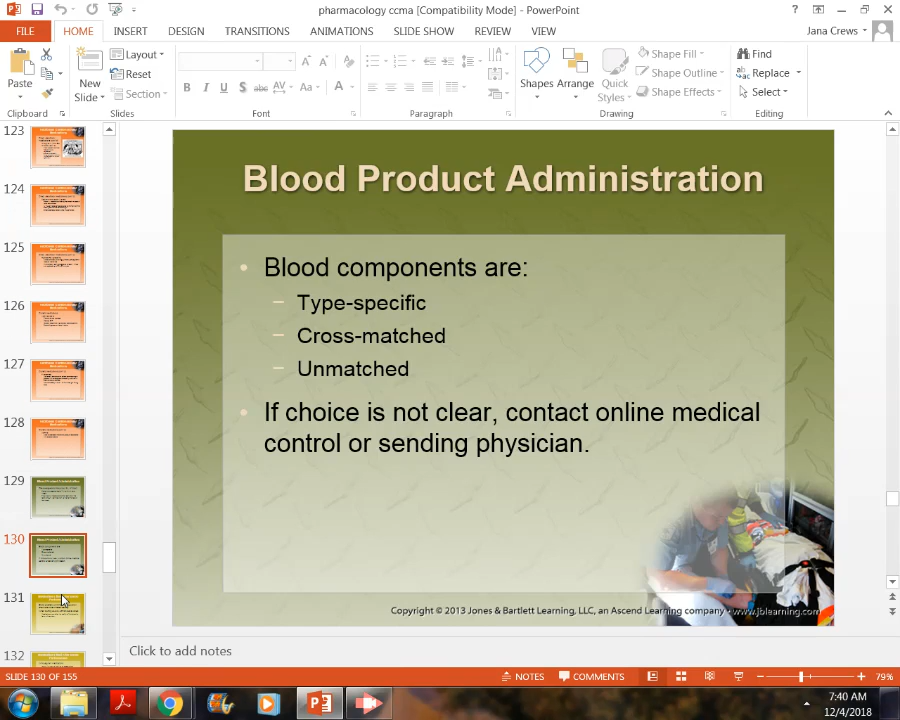 pharmacology ccma [Compatibility Mode] - PowerPoint
?
FILE HOME INSERT DESIGN TRANSITIONS ANIMATIONS SLIDE SHOW REVIEW VIEW Jana Crews
Paste
New
Slide
Layout
Reset
Section
B I U S abc AV Aa A
Shapes
Arrange
Quick
Styles
Shape Fill
Shape Outline
Shape Effects
Find
Replace
Select
Clipboard Slides Font Paragraph Drawing Editing
123
124
125
126
127
128
129
130
131
132
Blood Product Administration
• Blood components are:
– Type-specific
– Cross-matched
– Unmatched
• If choice is not clear, contact online medical
control or sending physician.
Copyright © 2013 Jones & Bartlett Learning, LLC, an Ascend Learning company • www.jblearning.com
Click to add notes
SLIDE 130 OF 155 NOTES COMMENTS 79%
7:40 AM
12/4/2018